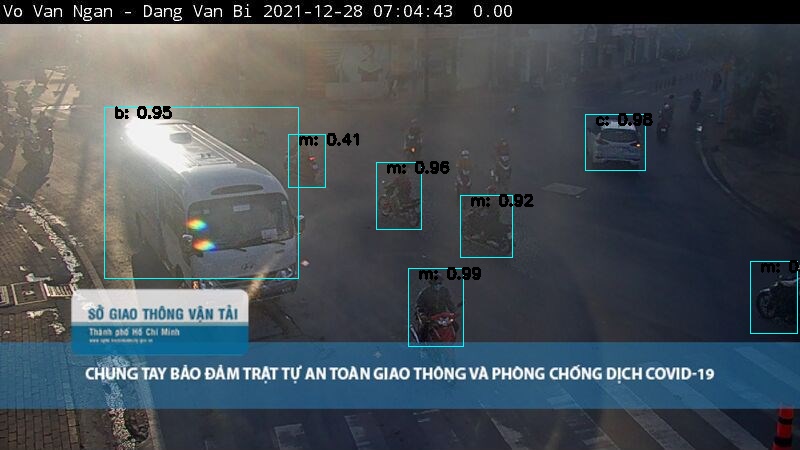 Vo Van Ngan - Dang Van Bi 2021-12-28 07:04:43 0.00
b: 0.95
m: 0.41
c: 0.98
m: 0.96
m: 0.92
m: 0.99
m: 0
SỞ GIAO THÔNG VẬN TẢI
Thành phố Hồ Chí Minh
CHUNG TAY BẢO ĐẢM TRẬT TỰ AN TOÀN GIAO THÔNG VÀ PHÒNG CHỐNG DỊCH COVID-19